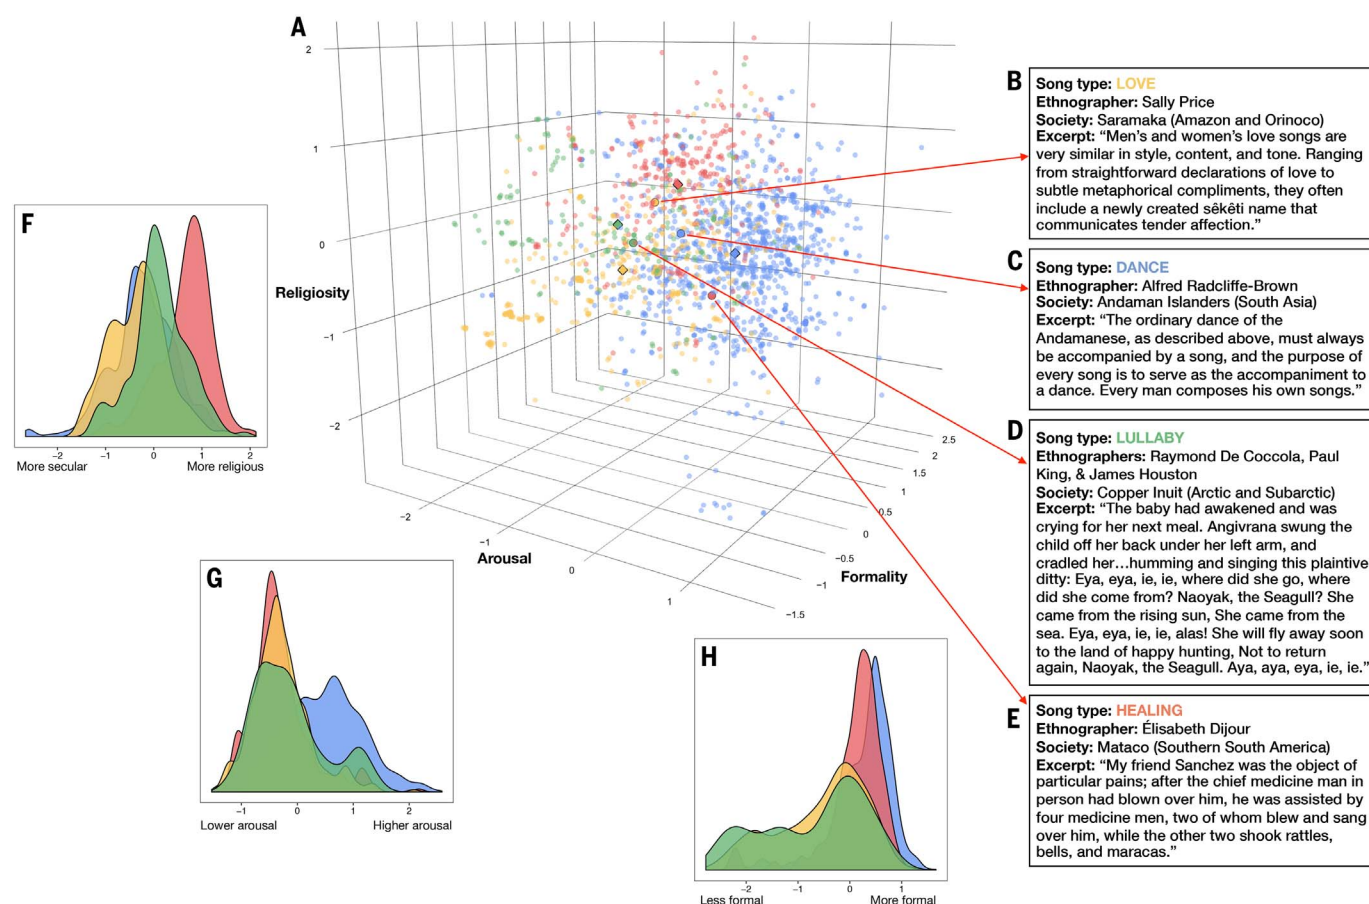 A
2
1
0
Religiosity
−1
−2
−2
−1
Arousal
0
1
2.5
2
1.5
1
0.5
0
−0.5
Formality
−1
−1.5
B
Song type: LOVE
Ethnographer: Sally Price
Society: Saramaka (Amazon and Orinoco)
Excerpt: “Men’s and women’s love songs are
very similar in style, content, and tone. Ranging
from straightforward declarations of love to
subtle metaphorical compliments, they often
include a newly created sêkêti name that
communicates tender affection.”
C
Song type: DANCE
Ethnographer: Alfred Radcliffe-Brown
Society: Andaman Islanders (South Asia)
Excerpt: “The ordinary dance of the
Andamanese, as described above, must always
be accompanied by a song, and the purpose of
every song is to serve as the accompaniment to
a dance. Every man composes his own songs.”
D
Song type: LULLABY
Ethnographers: Raymond De Coccola, Paul
King, & James Houston
Society: Copper Inuit (Arctic and Subarctic)
Excerpt: “The baby had awakened and was
crying for her next meal. Angivrana swung the
child off her back under her left arm, and
cradled her…humming and singing this plaintive
ditty: Eya, eya, ie, ie, where did she go, where
did she come from? Naoyak, the Seagull? She
came from the rising sun, She came from the
sea. Eya, eya, ie, ie, alas! She will fly away soon
to the land of happy hunting, Not to return
again, Naoyak, the Seagull. Aya, aya, eya, ie, ie.”
E
Song type: HEALING
Ethnographer: Élisabeth Dijour
Society: Mataco (Southern South America)
Excerpt: “My friend Sanchez was the object of
particular pains; after the chief medicine man in
person had blown over him, he was assisted by
four medicine men, two of whom blew and sang
over him, while the other two shook rattles,
bells, and maracas.”
F
−2 −1 0 1 2
More secular More religious
G
−1 0 1 2
Lower arousal Higher arousal
H
−2 −1 0 1
Less formal More formal